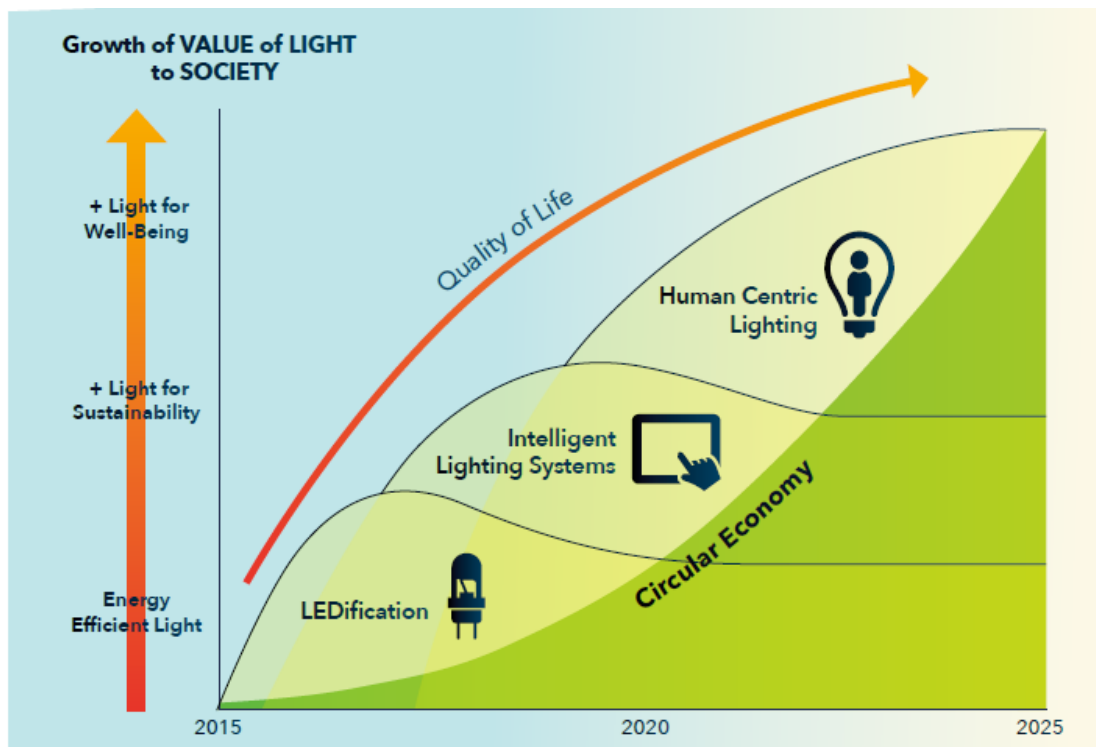 Growth of VALUE of LIGHT
to SOCIETY
+ Light for
Well-Being
+ Light for
Sustainability
Energy
Efficient Light
Quality of Life
Human Centric
Lighting
Intelligent
Lighting Systems
LEDification
Circular Economy
2015
2020
2025